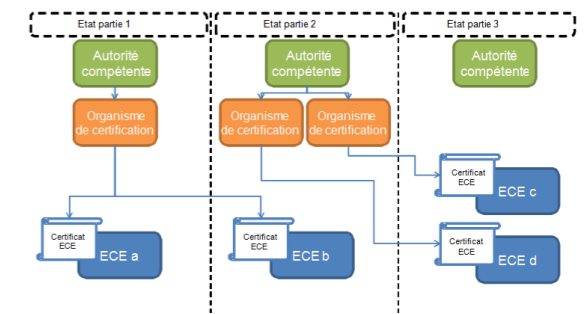 Etat partie 1
Etat partie 2
Etat partie 3
Autorité
compétente
Autorité
compétente
Autorité
compétente
Organisme
de certification
Organisme
de certification
Organisme
de certification
Certificat
ECE
ECE c
Certificat
ECE
ECE a
Certificat
ECE
ECE b
Certificat
ECE
ECE d